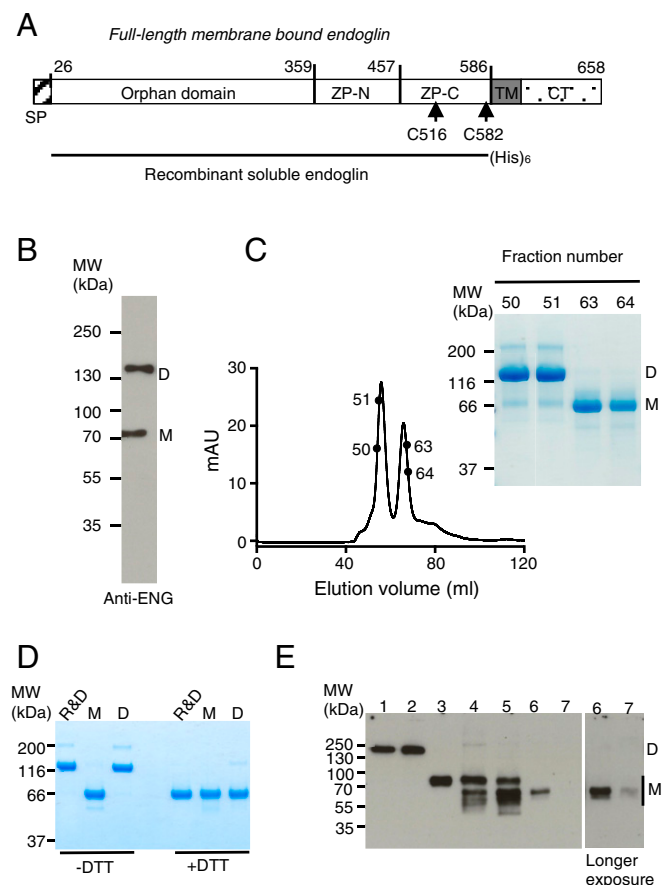 A
Full-length membrane bound endoglin
26 359 457 586 658
Orphan domain ZP-N ZP-C TM CT
SP
C516 C582
(His)6
Recombinant soluble endoglin
B
MW
(kDa)
250
130
100
70
55
35
D
M
Anti-ENG
C
mAU
30
20
10
0
51
50
63
64
0 40 80 120
Elution volume (ml)
Fraction number
MW
(kDa)
50 51 63 64
200
116
66
37
D
M
D
MW
(kDa)
R&D M D R&D M D
200
116
66
37
-DTT +DTT
E
MW
(kDa)
1 2 3 4 5 6 7 6 7
250
130
100
70
55
35
D
M
Longer
exposure